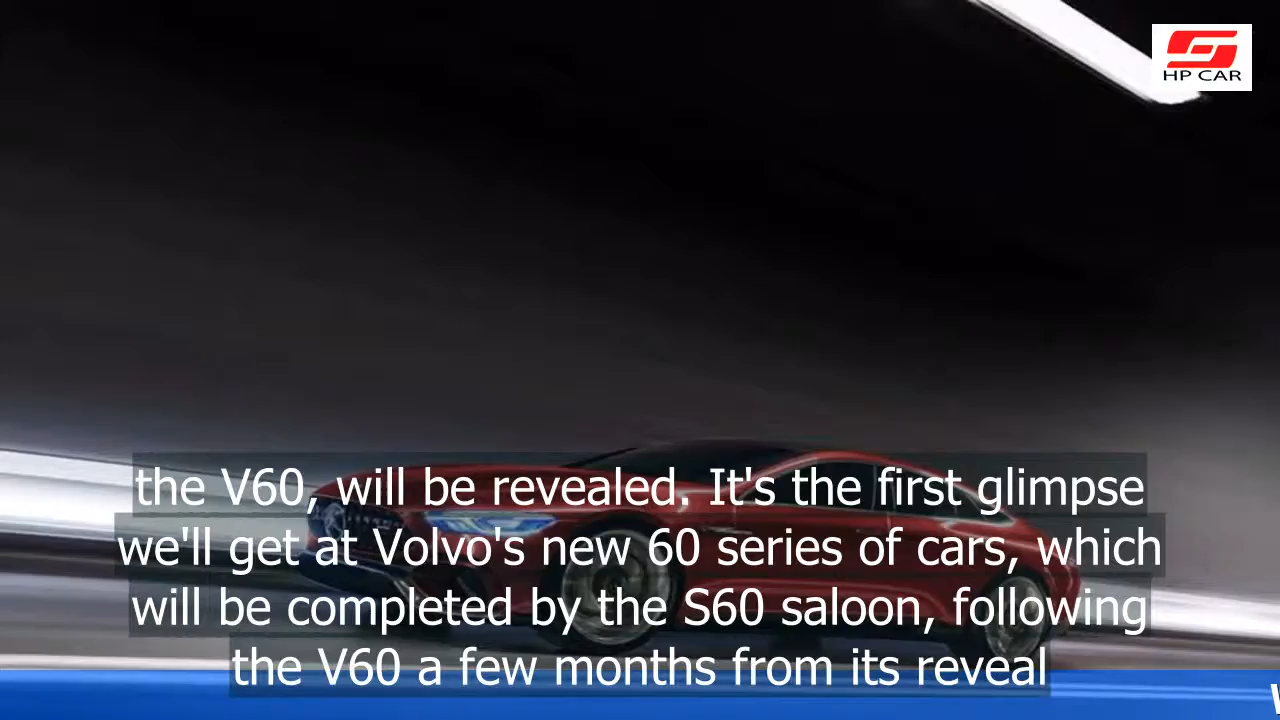 HP CAR
the V60, will be revealed. It's the first glimpse
we'll get at Volvo's new 60 series of cars, which
will be completed by the S60 saloon, following
the V60 a few months from its reveal